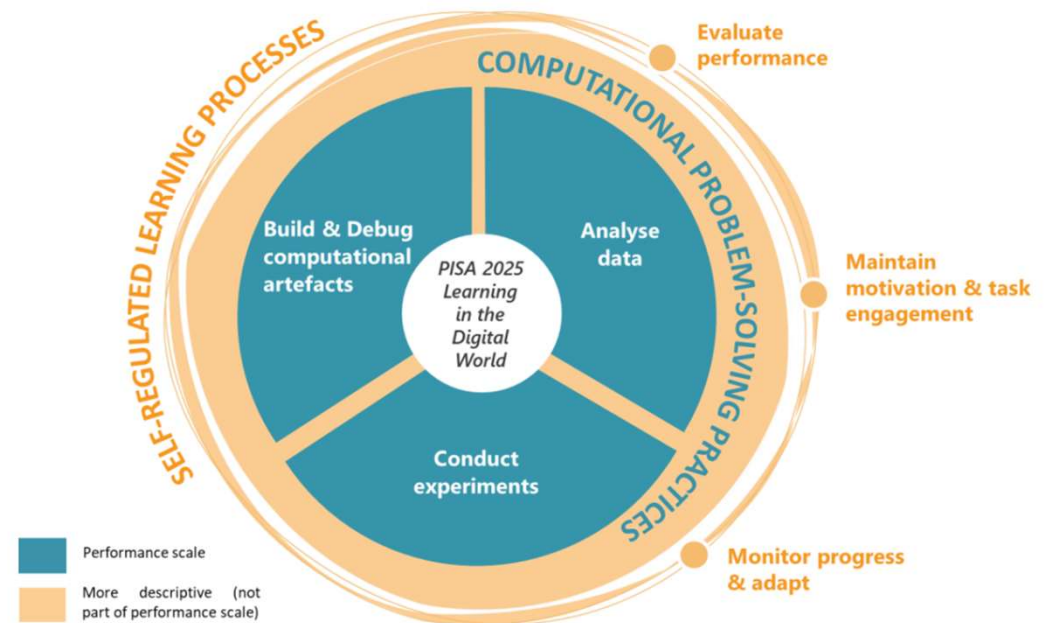 SELF-REGULATED LEARNING PROCESSES
COMPUTATIONAL PROBLEM-SOLVING PRACTICES
Evaluate
performance
Build & Debug
computational
artefacts
Analyse
data
PISA 2025
Learning
in the
Digital
World
Maintain
motivation & task
engagement
Conduct
experiments
Monitor progress
& adapt
Performance scale
More descriptive (not
part of performance scale)